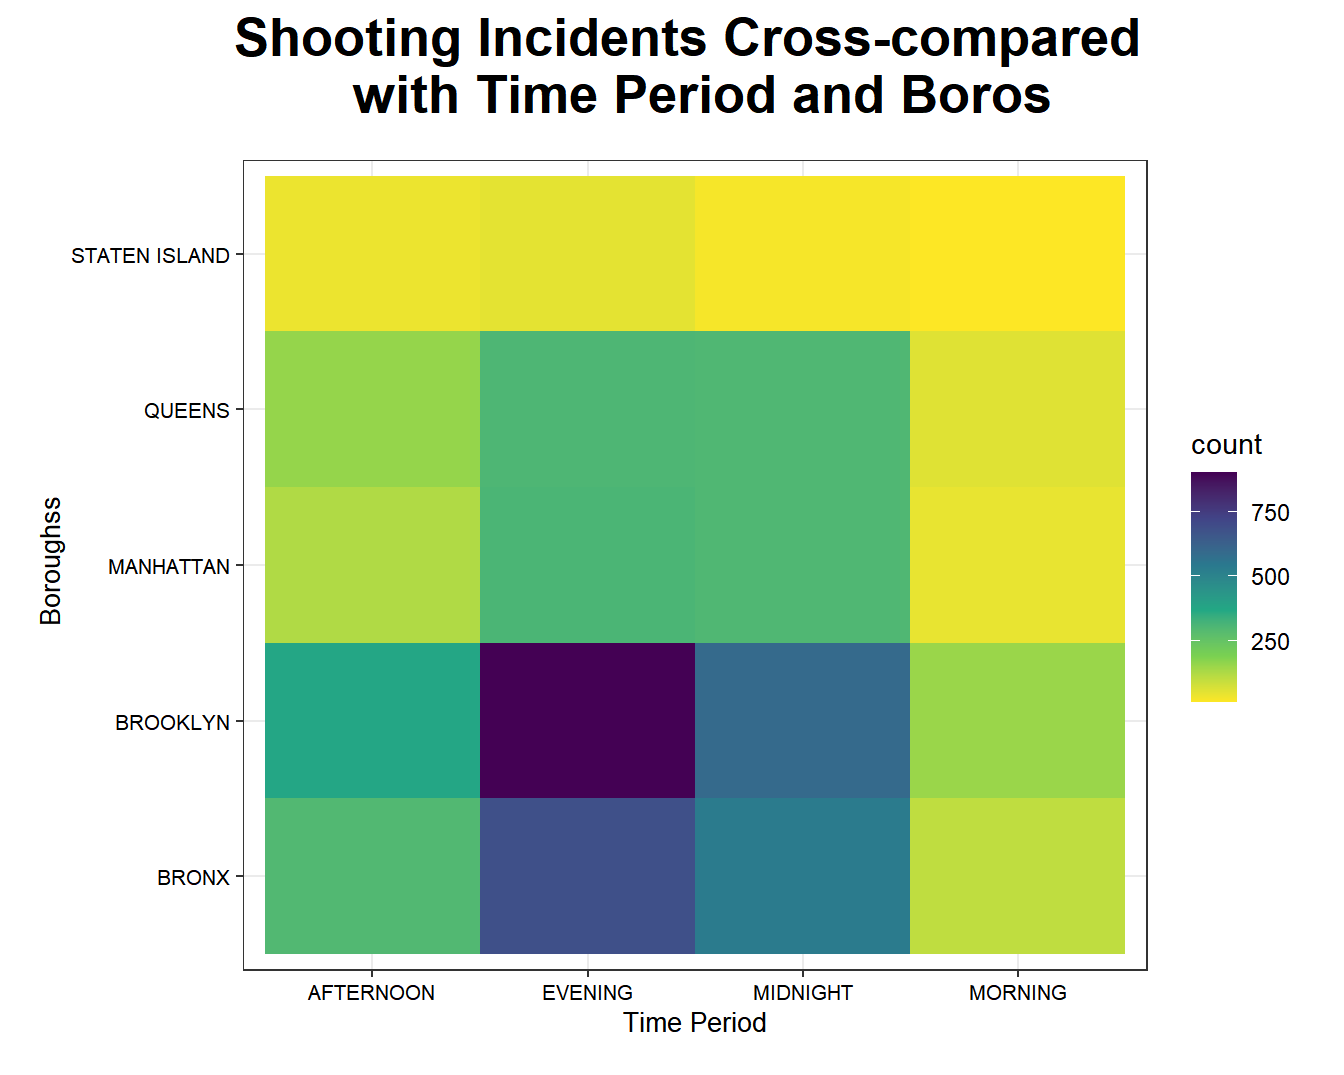 Shooting Incidents Cross-compared
with Time Period and Boros
STATEN ISLAND
QUEENS
MANHATTAN
BROOKLYN
BRONX
Boroughss
AFTERNOON
EVENING
MIDNIGHT
MORNING
Time Period
count
750
500
250